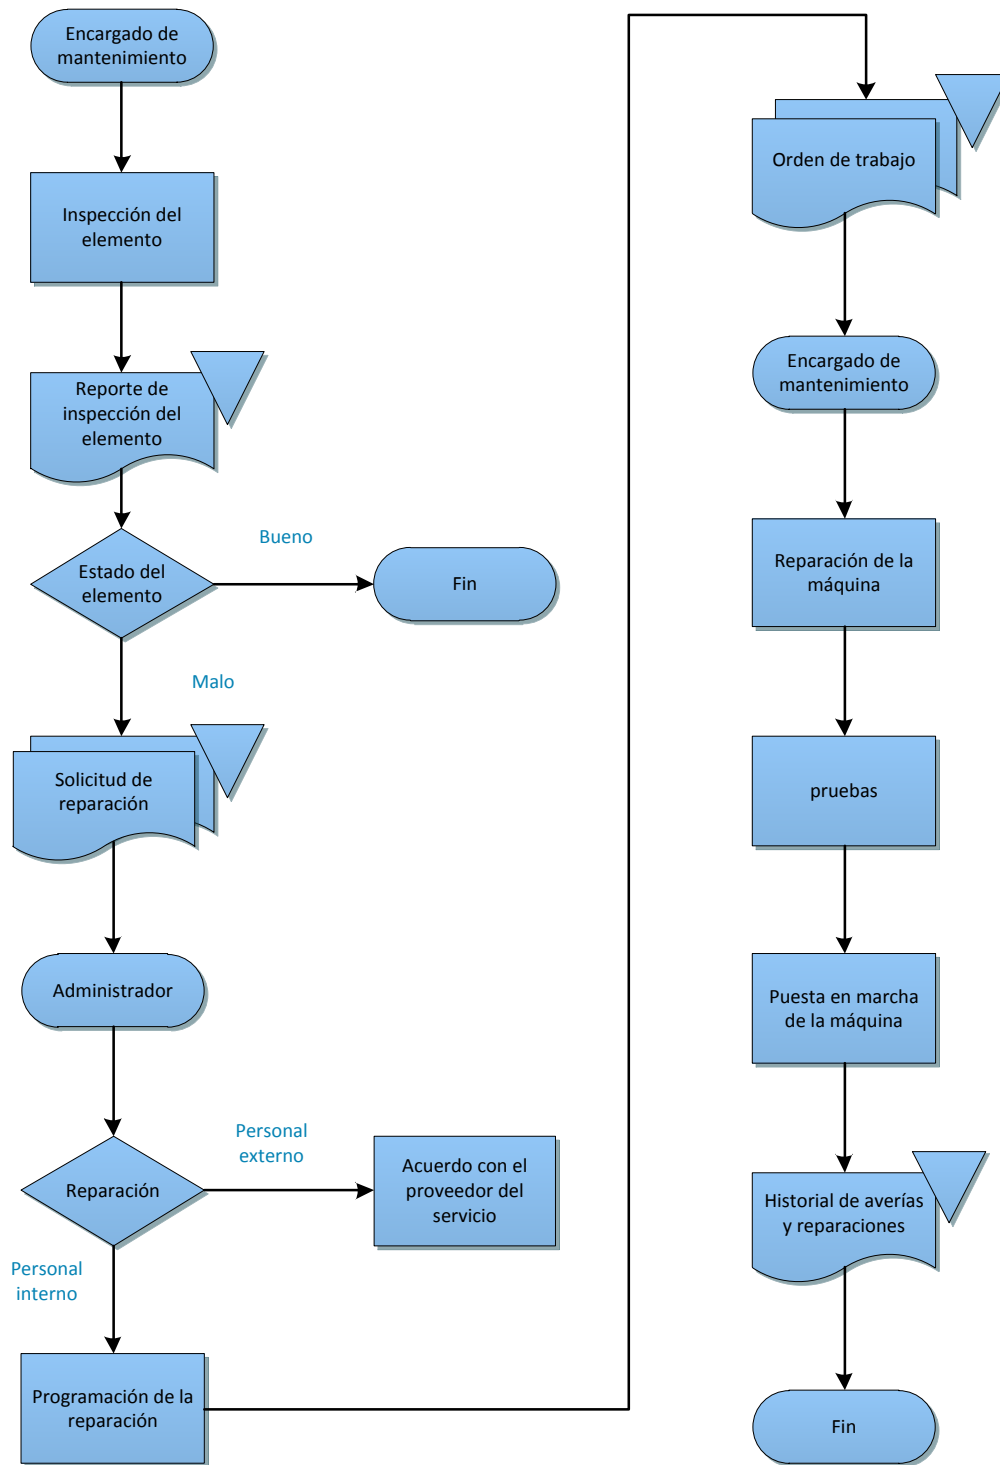 Encargado de
mantenimiento
Inspección del
elemento
Reporte de
inspección del
elemento
Estado del
elemento
Bueno
Fin
Malo
Solicitud de
reparación
Administrador
Reparación
Personal
externo
Acuerdo con el
proveedor del
servicio
Personal
interno
Programación de la
reparación
Orden de trabajo
Encargado de
mantenimiento
Reparación de la
máquina
pruebas
Puesta en marcha
de la máquina
Historial de averías
y reparaciones
Fin